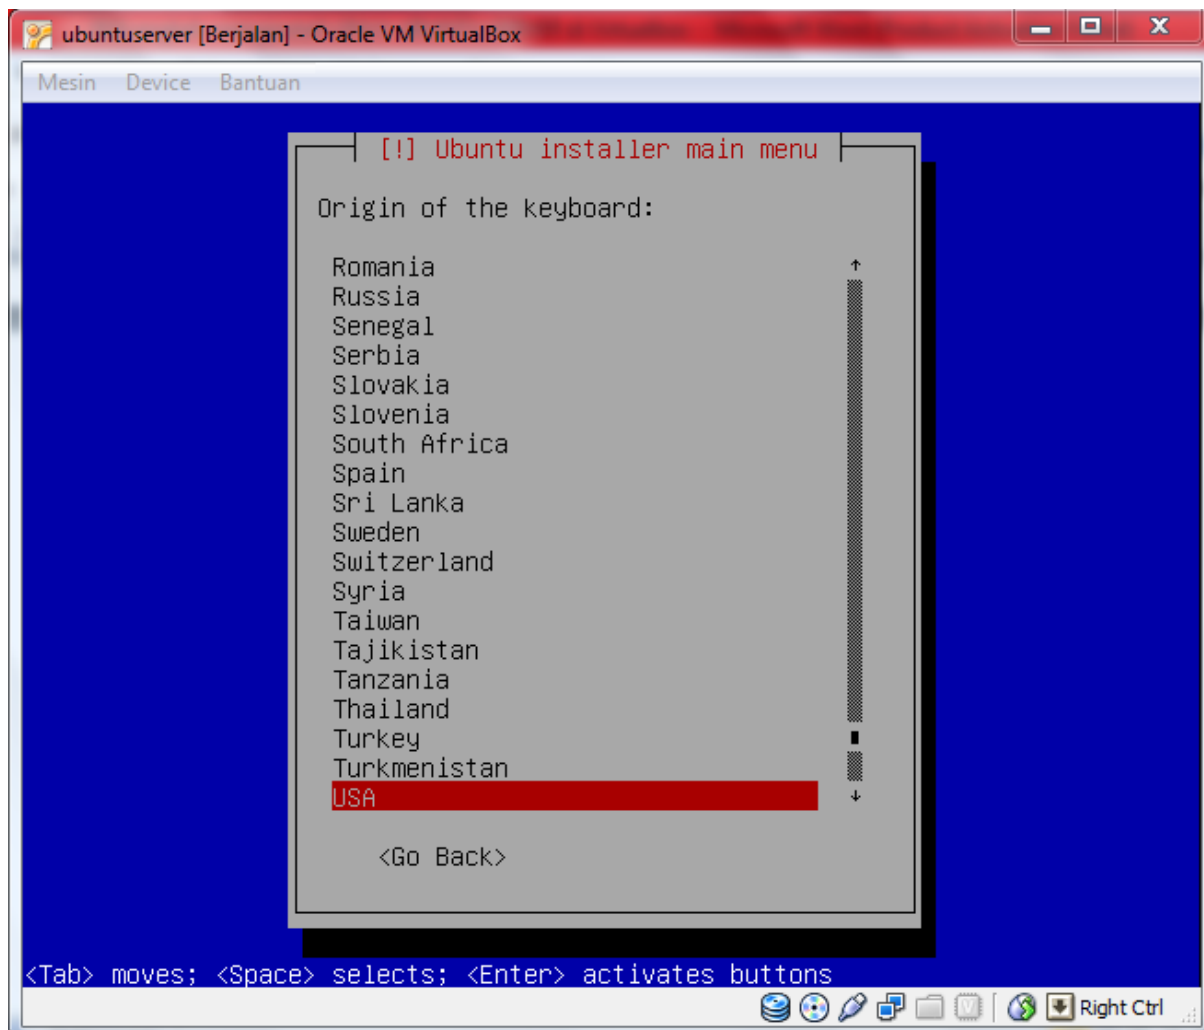 ubuntuserver [Berjalan] - Oracle VM VirtualBox
Mesin Device Bantuan
[!] Ubuntu installer main menu
Origin of the keyboard:
Romania
Russia
Senegal
Serbia
Slovakia
Slovenia
South Africa
Spain
Sri Lanka
Sweden
Switzerland
Syria
Taiwan
Tajikistan
Tanzania
Thailand
Turkey
Turkmenistan
USA
<Go Back>
<Tab> moves; <Space> selects; <Enter> activates buttons
Right Ctrl